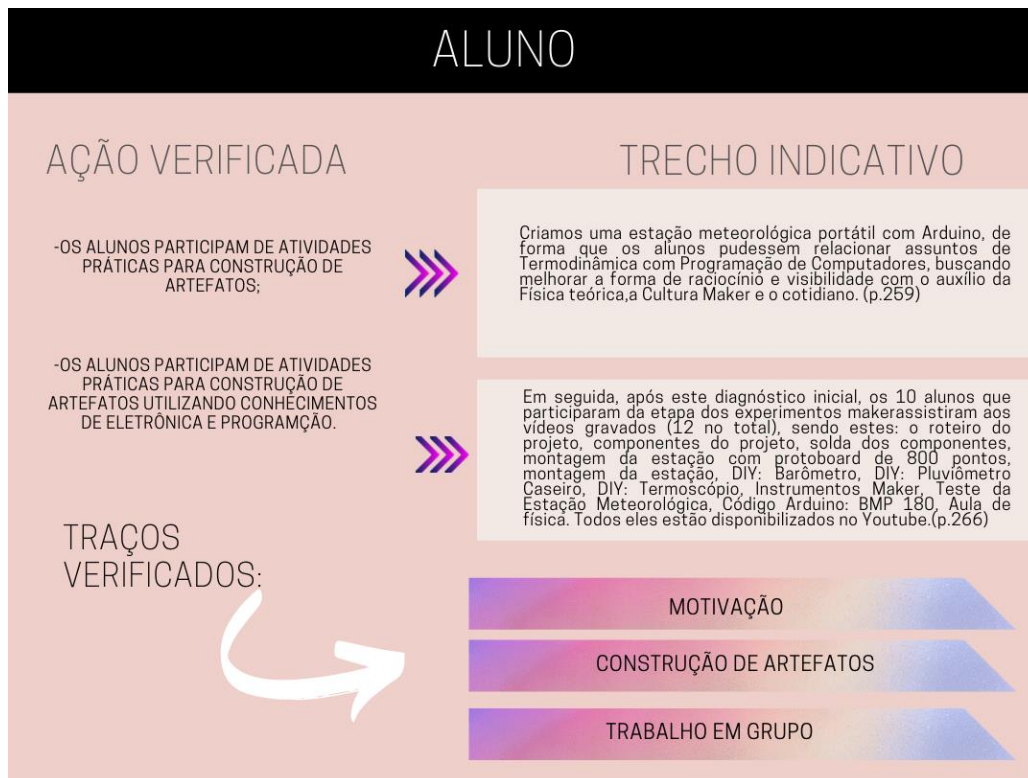 ALUNO
AÇÃO VERIFICADA
TRECHO INDICATIVO
-OS ALUNOS PARTICIPAM DE ATIVIDADES
PRÁTICAS PARA CONSTRUÇÃO DE
ARTEFATOS;
Criamos uma estação meteorológica portátil com Arduino, de
forma que os alunos pudessem relacionar assuntos de
Termodinâmica com Programação de Computadores, buscando
melhorar a forma de raciocínio e visibilidade com o auxílio da
Física teórica,a Cultura Maker e o cotidiano. (p.259)
-OS ALUNOS PARTICIPAM DE ATIVIDADES
PRÁTICAS PARA CONSTRUÇÃO DE
ARTEFATOS UTILIZANDO CONHECIMENTOS
DE ELETRÔNICA E PROGRAMÇÃO.
Em seguida, após este diagnóstico inicial, os 10 alunos que
participaram da etapa dos experimentos makerassistiram aos
vídeos gravados (12 no total), sendo estes: o roteiro do
projeto, componentes do projeto, solda dos componentes,
montagem da estação com protoboard de 800 pontos,
montagem da estação, DIY: Barômetro, DIY: Pluviômetro
Caseiro, DIY: Termoscópio, Instrumentos Maker, Teste da
Estação Meteorológica, Código Arduino: BMP 180, Aula de
física. Todos eles estão disponibilizados no Youtube.(p.266)
TRAÇOS
VERIFICADOS:
MOTIVAÇÃO
CONSTRUÇÃO DE ARTEFATOS
TRABALHO EM GRUPO